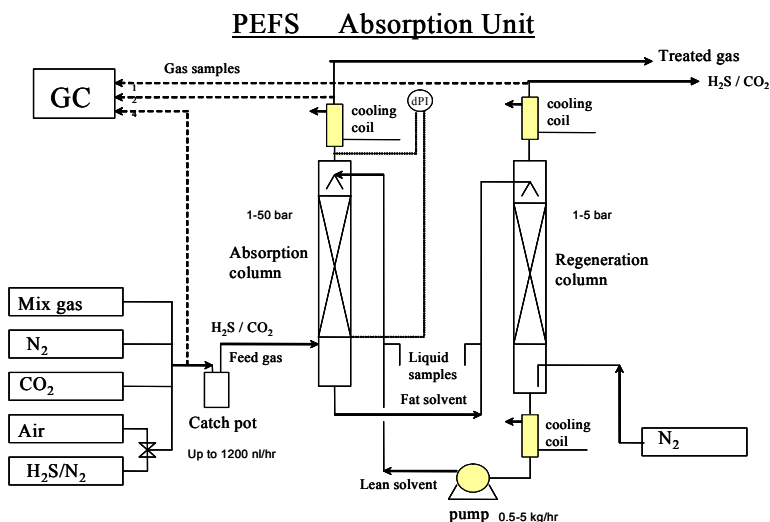 PEFS Absorption Unit
Treated gas
Gas samples
H₂S / CO₂
GC
1
2
4
dPI
cooling
coil
cooling
coil
1-50 bar
1-5 bar
Absorption
column
Regeneration
column
Mix gas
N₂
CO₂
Air
H₂S/N₂
H₂S / CO₂
Feed gas
Catch pot
Up to 1200 nl/hr
Liquid
samples
Fat solvent
cooling
coil
N₂
Lean solvent
pump 0.5-5 kg/hr